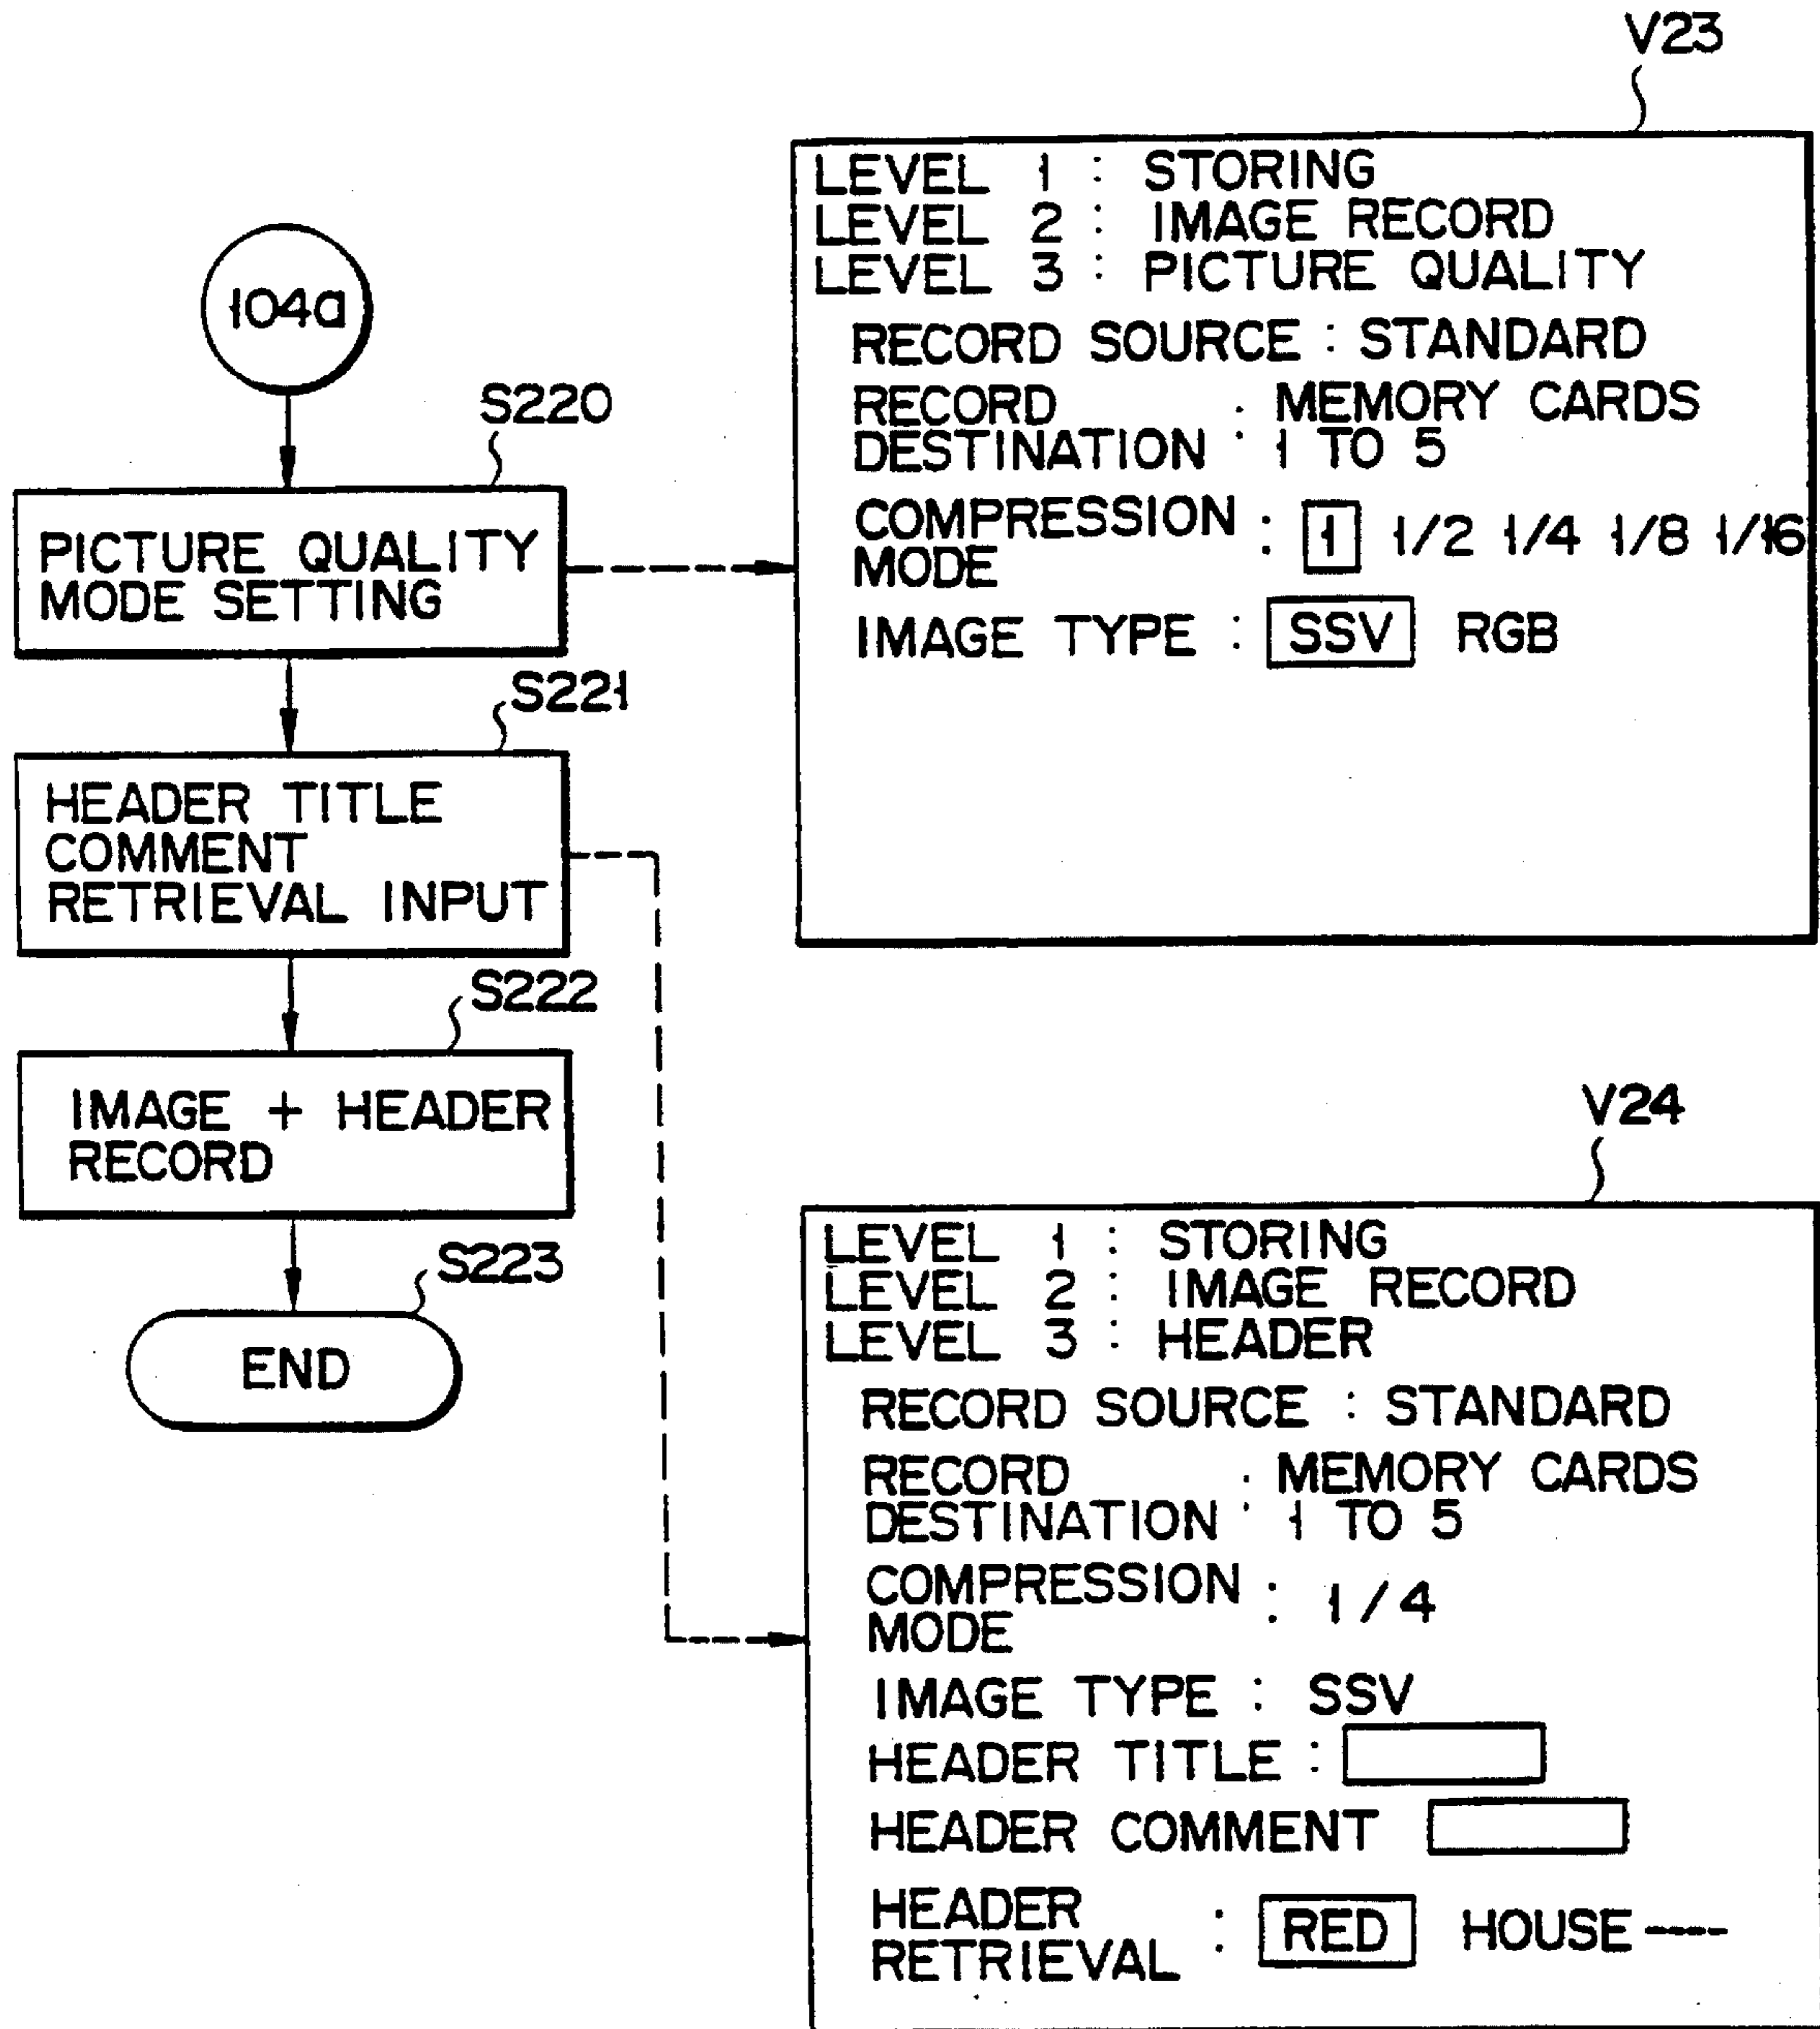 104a
S220
PICTURE QUALITY
MODE SETTING
S221
HEADER TITLE
COMMENT
RETRIEVAL INPUT
S222
IMAGE + HEADER
RECORD
S223
END
V23
LEVEL 1 : STORING
LEVEL 2 : IMAGE RECORD
LEVEL 3 : PICTURE QUALITY
RECORD SOURCE : STANDARD
RECORD : MEMORY CARDS
DESTINATION 1 TO 5
COMPRESSION : 1 1/2 1/4 1/8 1/16
MODE
IMAGE TYPE : SSV RGB
V24
LEVEL 1 : STORING
LEVEL 2 : IMAGE RECORD
LEVEL 3 : HEADER
RECORD SOURCE : STANDARD
RECORD : MEMORY CARDS
DESTINATION 1 TO 5
COMPRESSION : 1/4
MODE
IMAGE TYPE : SSV
HEADER TITLE :
HEADER COMMENT
HEADER : RED HOUSE ----
RETRIEVAL